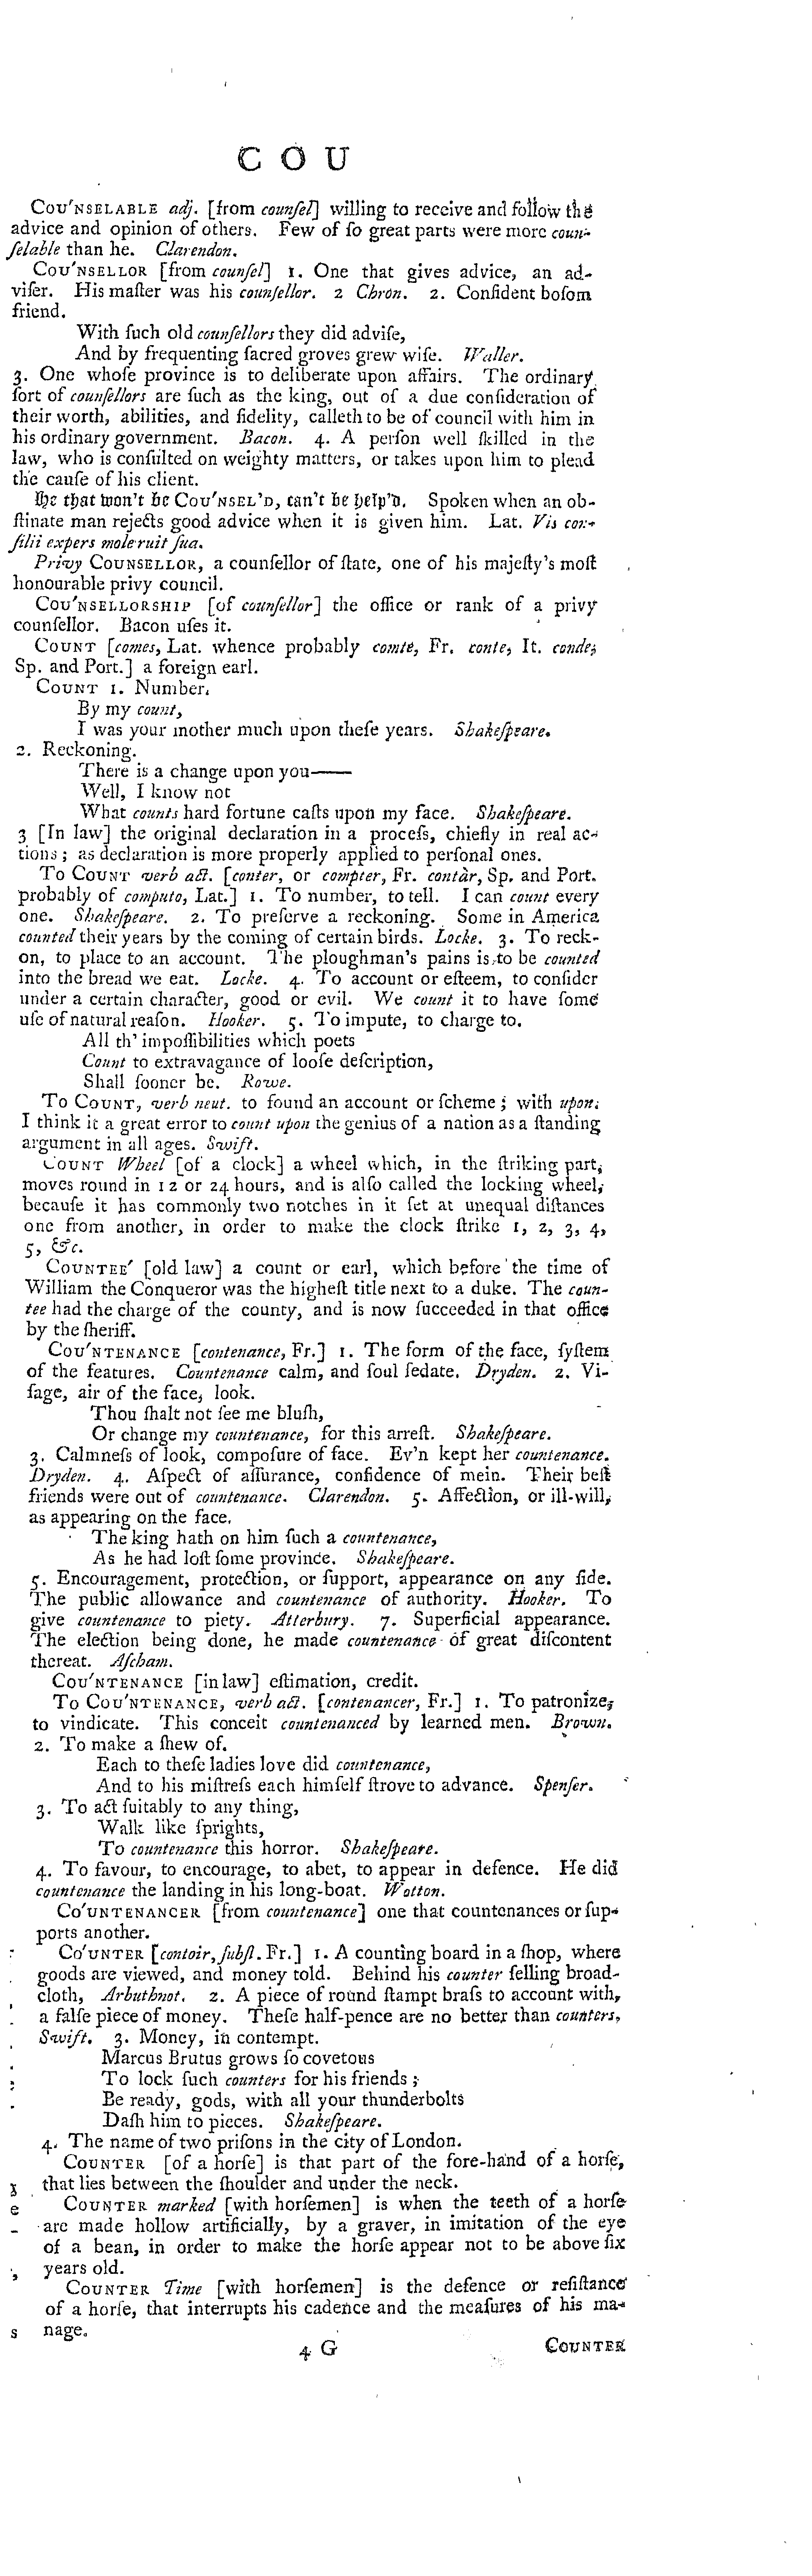 C O U
COU'NSELABLE adj. [from counſel] willing to receive and follow the
advice and opinion of others. Few of ſo great parts were more coun-
ſelable than he. Clarendon.
COU'NSELLOR [from counſel] 1. One that gives advice, an ad-
viſer. His maſter was his counſellor. 2 Chron. 2. Confident boſom
friend.
With ſuch old counſellors they did adviſe,
And by frequenting ſacred groves grew wiſe. Waller.
3. One whoſe province is to deliberate upon affairs. The ordinary
ſort of counſellors are ſuch as the king, out of a due conſideration of
their worth, abilities, and fidelity, calleth to be of council with him in
his ordinary government. Bacon. 4. A perſon well ſkilled in the
law, who is conſulted on weighty matters, or takes upon him to plead
the cauſe of his client.
He that won't be COU'NSEL'D, can't be help'd. Spoken when an ob-
ſtinate man rejects good advice when it is given him. Lat. Vis con-
ſilii expers mole ruit ſua.
Privy COUNSELLOR, a counſellor of ſtate, one of his majeſty's moſt
honourable privy council.
COU'NSELLORSHIP [of counſellor] the office or rank of a privy
counſellor. Bacon uſes it.
COUNT [comes, Lat. whence probably comte, Fr. conte, It. conde,
Sp. and Port.] a foreign earl.
COUNT 1. Number.
By my count,
I was your mother much upon theſe years. Shakeſpeare.
2. Reckoning.
There is a change upon you——
Well, I know not
What counts hard fortune caſts upon my face. Shakeſpeare.
3 [In law] the original declaration in a proceſs, chiefly in real ac-
tions; as declaration is more properly applied to perſonal ones.
To COUNT verb act. [conter, or compter, Fr. contàr, Sp. and Port.
probably of computo, Lat.] 1. To number, to tell. I can count every
one. Shakeſpeare. 2. To preſerve a reckoning. Some in America
counted their years by the coming of certain birds. Locke. 3. To reck-
on, to place to an account. The ploughman's pains is to be counted
into the bread we eat. Locke. 4. To account or eſteem, to conſider
under a certain character, good or evil. We count it to have ſome
uſe of natural reaſon. Hooker. 5. To impute, to charge to.
All th' impoſſibilities which poets
Count to extravagance of looſe deſcription,
Shall ſooner be. Rowe.
To COUNT, verb neut. to found an account or ſcheme; with upon.
I think it a great error to count upon the genius of a nation as a ſtanding
argument in all ages. Swift.
COUNT Wheel [of a clock] a wheel which, in the ſtriking part,
moves round in 12 or 24 hours, and is alſo called the locking wheel,
becauſe it has commonly two notches in it ſet at unequal diſtances
one from another, in order to make the clock ſtrike 1, 2, 3, 4,
5, &c.
COUNTEE' [old law] a count or earl, which before the time of
William the Conqueror was the higheſt title next to a duke. The coun-
tee had the charge of the county, and is now ſucceeded in that office
by the ſheriff.
COU'NTENANCE [contenance, Fr.] 1. The form of the face, ſyſtem
of the features. Countenance calm, and ſoul ſedate. Dryden. 2. Vi-
ſage, air of the face, look.
Thou ſhalt not ſee me bluſh,
Or change my countenance, for this arreſt. Shakeſpeare.
3. Calmneſs of look, compoſure of face. Ev'n kept her countenance.
Dryden. 4. Aſpect of aſſurance, confidence of mein. Their beſt
friends were out of countenance. Clarendon. 5. Affection, or ill-will,
as appearing on the face.
The king hath on him ſuch a countenance,
As he had loſt ſome province. Shakeſpeare.
5. Encouragement, protection, or ſupport, appearance on any ſide.
The public allowance and countenance of authority. Hooker. To
give countenance to piety. Atterbury. 7. Superficial appearance.
The election being done, he made countenance of great diſcontent
thereat. Aſcham.
COU'NTENANCE [in law] eſtimation, credit.
To COU'NTENANCE, verb act. [contenancer, Fr.] 1. To patronize,
to vindicate. This conceit countenanced by learned men. Brown.
2. To make a ſhew of.
Each to theſe ladies love did countenance,
And to his miſtreſs each himſelf ſtrove to advance. Spenſer.
3. To act ſuitably to any thing,
Walk like ſprights,
To countenance this horror. Shakeſpeare.
4. To favour, to encourage, to abet, to appear in defence. He did
countenance the landing in his long-boat. Wotton.
CO'UNTENANCER [from countenance] one that countenances or ſup-
ports another.
CO'UNTER [contoir, ſubſt. Fr.] 1. A counting board in a ſhop, where
goods are viewed, and money told. Behind his counter ſelling broad-
cloth, Arbuthnot. 2. A piece of round ſtampt braſs to account with,
a falſe piece of money. Theſe half-pence are no better than counters,
Swift. 3. Money, in contempt.
Marcus Brutus grows ſo covetous
To lock ſuch counters for his friends;
Be ready, gods, with all your thunderbolts
Daſh him to pieces. Shakeſpeare.
4. The name of two priſons in the city of London.
COUNTER [of a horſe] is that part of the fore-hand of a horſe,
that lies between the ſhoulder and under the neck.
COUNTER marked [with horſemen] is when the teeth of a horſe
are made hollow artificially, by a graver, in imitation of the eye
of a bean, in order to make the horſe appear not to be above ſix
years old.
COUNTER Time [with horſemen] is the defence or reſiſtance
of a horſe, that interrupts his cadence and the meaſures of his ma-
nage.
4 G COUNTER